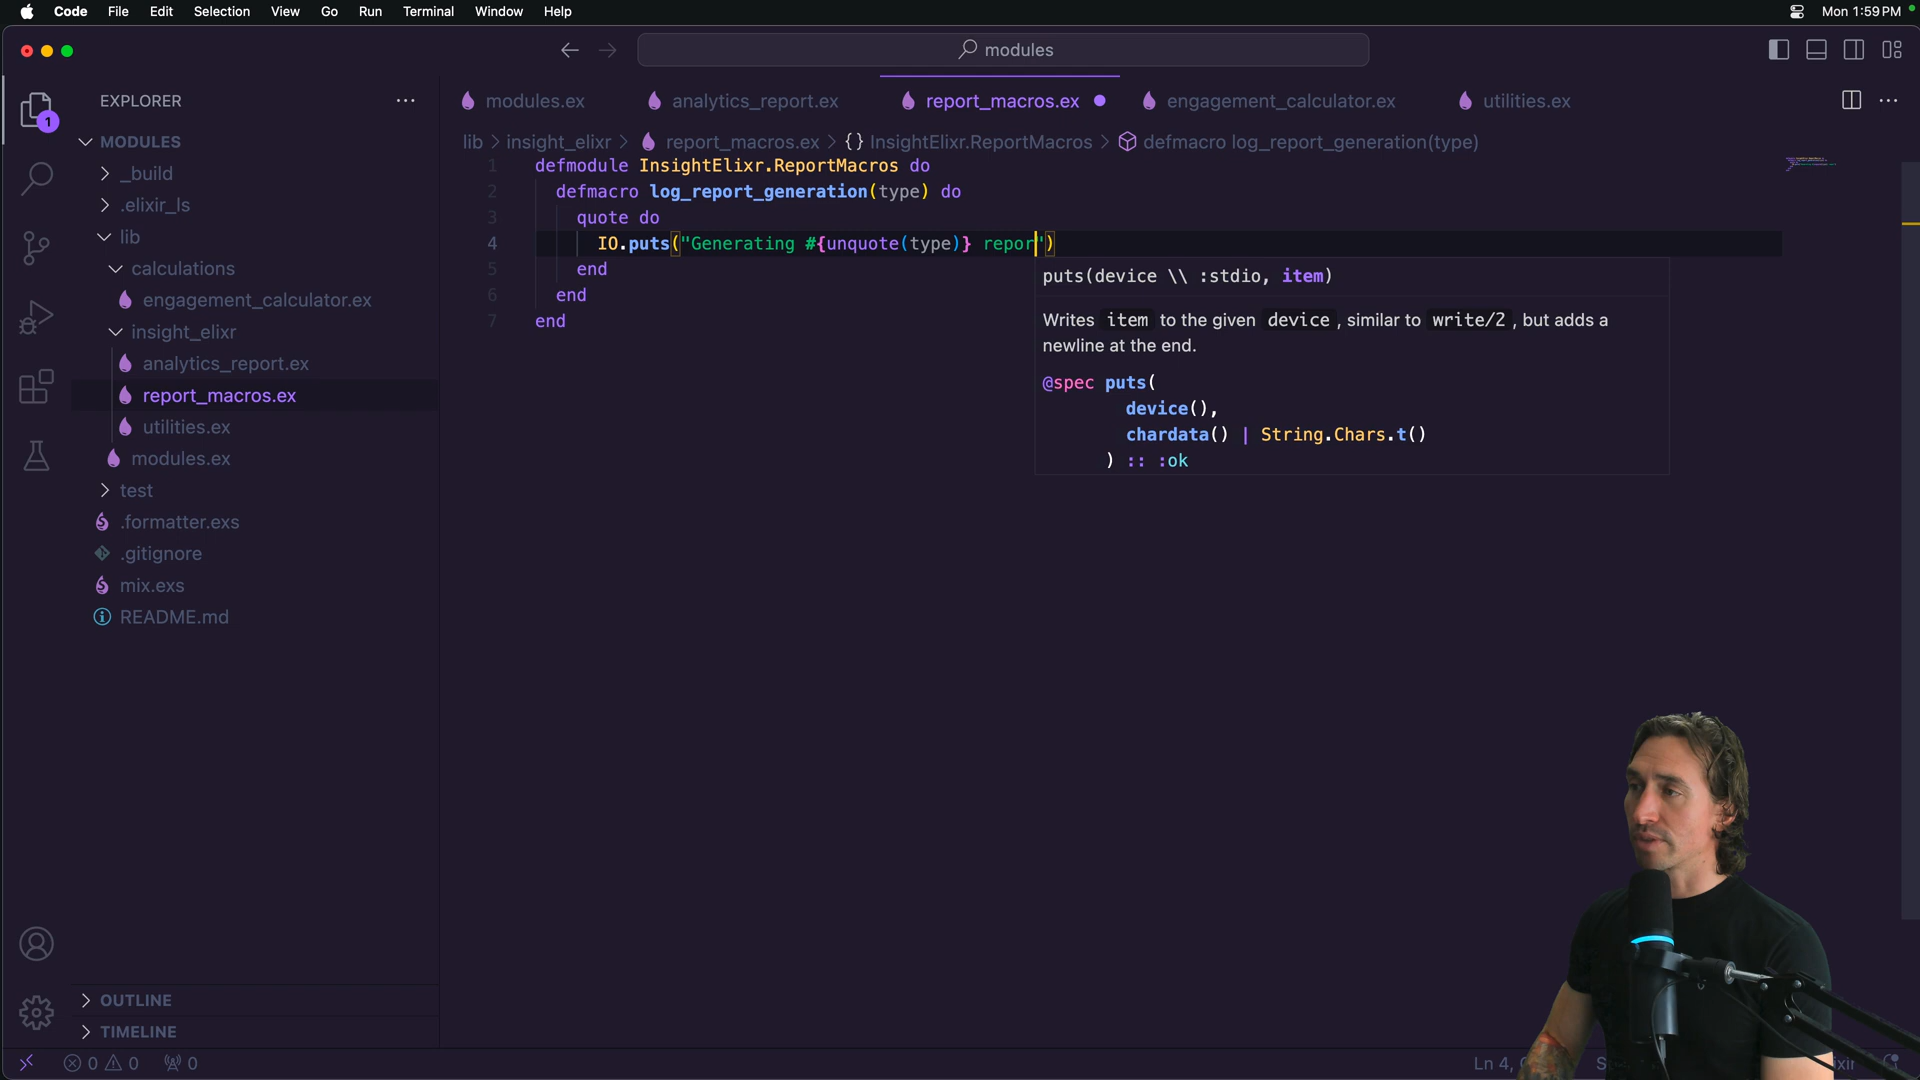 Code File Edit Selection View Go Run Terminal Window Help Mon 1:59 PM
modules
EXPLORER
modules.ex analytics_report.ex report_macros.ex engagement_calculator.ex utilities.ex
1
MODULES
lib > insight_elixr > report_macros.ex > {} InsightElixr.ReportMacros > defmacro log_report_generation(type)
_build
.elixir_ls
lib
calculations
engagement_calculator.ex
insight_elixr
analytics_report.ex
report_macros.ex
utilities.ex
modules.ex
test
.formatter.exs
.gitignore
mix.exs
README.md
OUTLINE
TIMELINE
1 defmodule InsightElixr.ReportMacros do
2 defmacro log_report_generation(type) do
3 quote do
4 IO.puts("Generating #{unquote(type)} repor")
5 end
6 end
7 end
puts(device \\ :stdio, item)
Writes item to the given device, similar to write/2, but adds a
newline at the end.
@spec puts(
device(),
chardata() | String.Chars.t()
) :: :ok
0 0 0 Ln 4,